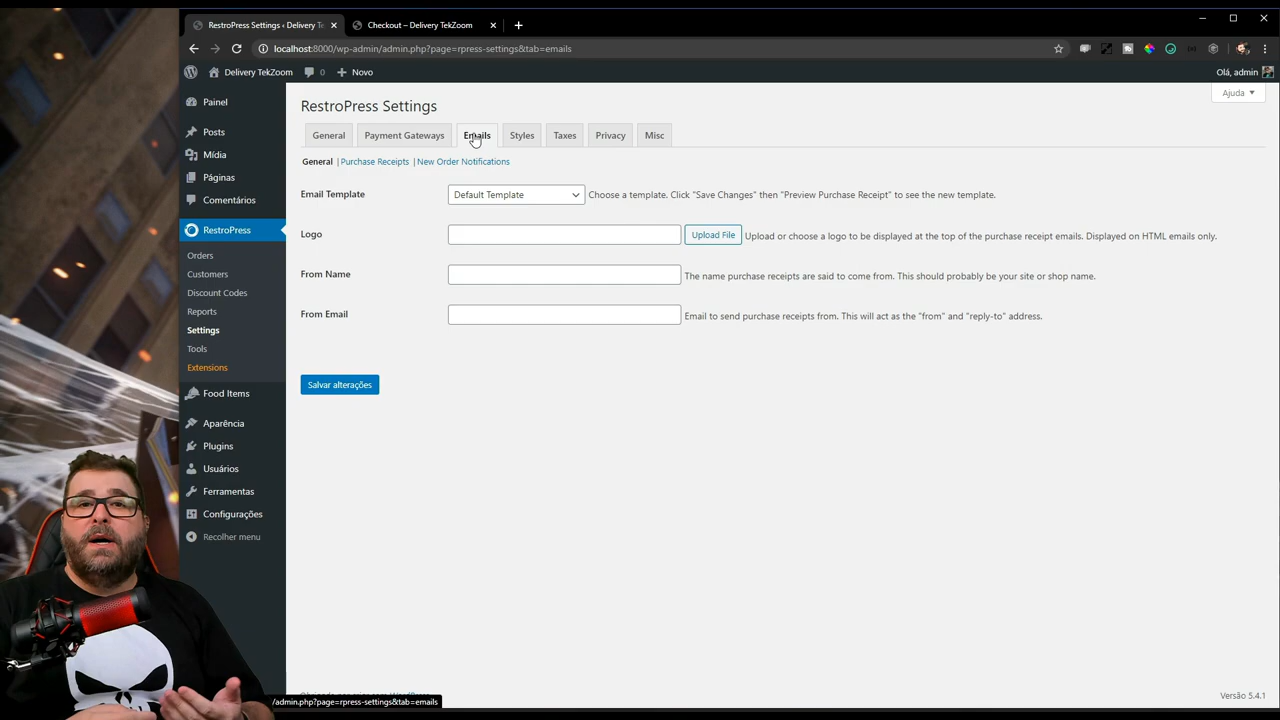 RestroPress Settings ‹ Delivery T
Checkout – Delivery TekZoom
localhost:8000/wp-admin/admin.php?page=rpress-settings&tab=emails
Delivery TekZoom
0
Novo
Olá, admin
Painel
Posts
Mídia
Páginas
Comentários
RestroPress
Orders
Customers
Discount Codes
Reports
Settings
Tools
Extensions
Food Items
Aparência
Plugins
Usuários
Ferramentas
Configurações
Recolher menu
Ajuda
RestroPress Settings
General
Payment Gateways
Emails
Styles
Taxes
Privacy
Misc
General | Purchase Receipts | New Order Notifications
Email Template
Default Template
Choose a template. Click "Save Changes" then "Preview Purchase Receipt" to see the new template.
Logo
Upload File
Upload or choose a logo to be displayed at the top of the purchase receipt emails. Displayed on HTML emails only.
From Name
The name purchase receipts are said to come from. This should probably be your site or shop name.
From Email
Email to send purchase receipts from. This will act as the "from" and "reply-to" address.
Salvar alterações
Versão 5.4.1
/admin.php?page=rpress-settings&tab=emails